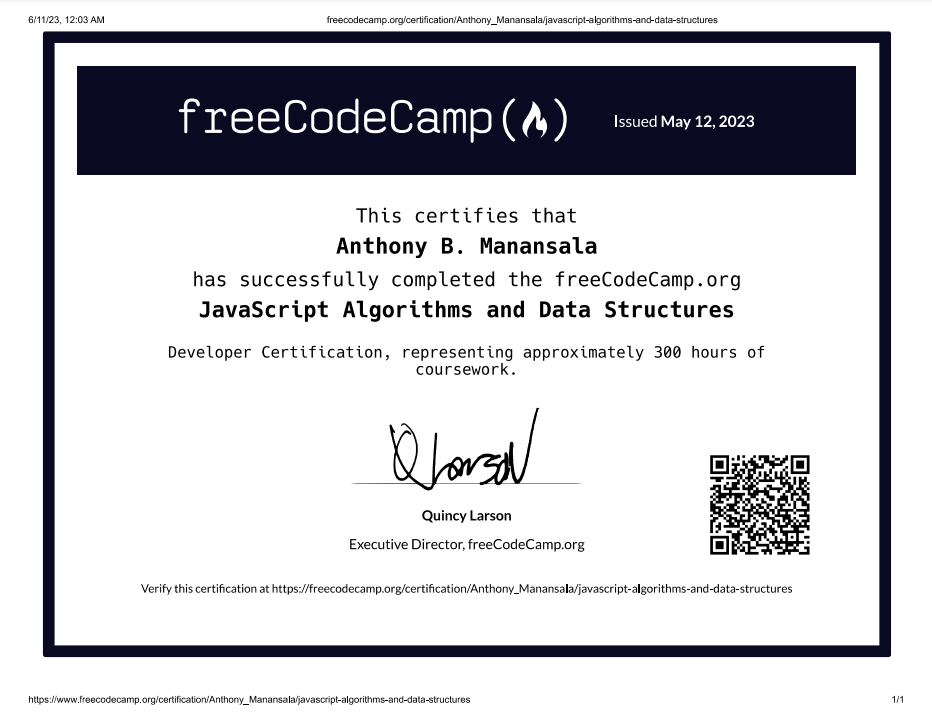 6/11/23, 12:03 AM freecodecamp.org/certification/Anthony_Manansala/javascript-algorithms-and-data-structures
freeCodeCamp(🔥) Issued May 12, 2023
This certifies that
Anthony B. Manansala
has successfully completed the freeCodeCamp.org
JavaScript Algorithms and Data Structures
Developer Certification, representing approximately 300 hours of
coursework.
QLarson
Quincy Larson
Executive Director, freeCodeCamp.org
Verify this certification at https://freecodecamp.org/certification/Anthony_Manansala/javascript-algorithms-and-data-structures
https://www.freecodecamp.org/certification/Anthony_Manansala/javascript-algorithms-and-data-structures 1/1